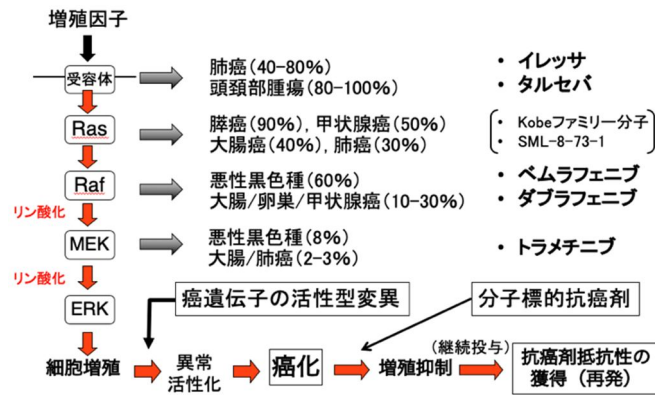 増殖因子
受容体
肺癌(40-80%)
頭頚部腫瘍(80-100%)
• イレッサ
• タルセバ
Ras
膵癌(90%), 甲状腺癌(50%)
大腸癌(40%), 肺癌(30%)
• Kobeファミリー分子
• SML-8-73-1
Raf
悪性黒色種(60%)
大腸/卵巣/甲状腺癌(10-30%)
• ベムラフェニブ
• ダブラフェニブ
リン酸化
MEK
悪性黒色種(8%)
大腸/肺癌(2-3%)
• トラメチニブ
リン酸化
ERK
癌遺伝子の活性型変異
分子標的抗癌剤
細胞増殖
異常
活性化
癌化
増殖抑制
(継続投与)
抗癌剤抵抗性の
獲得（再発）